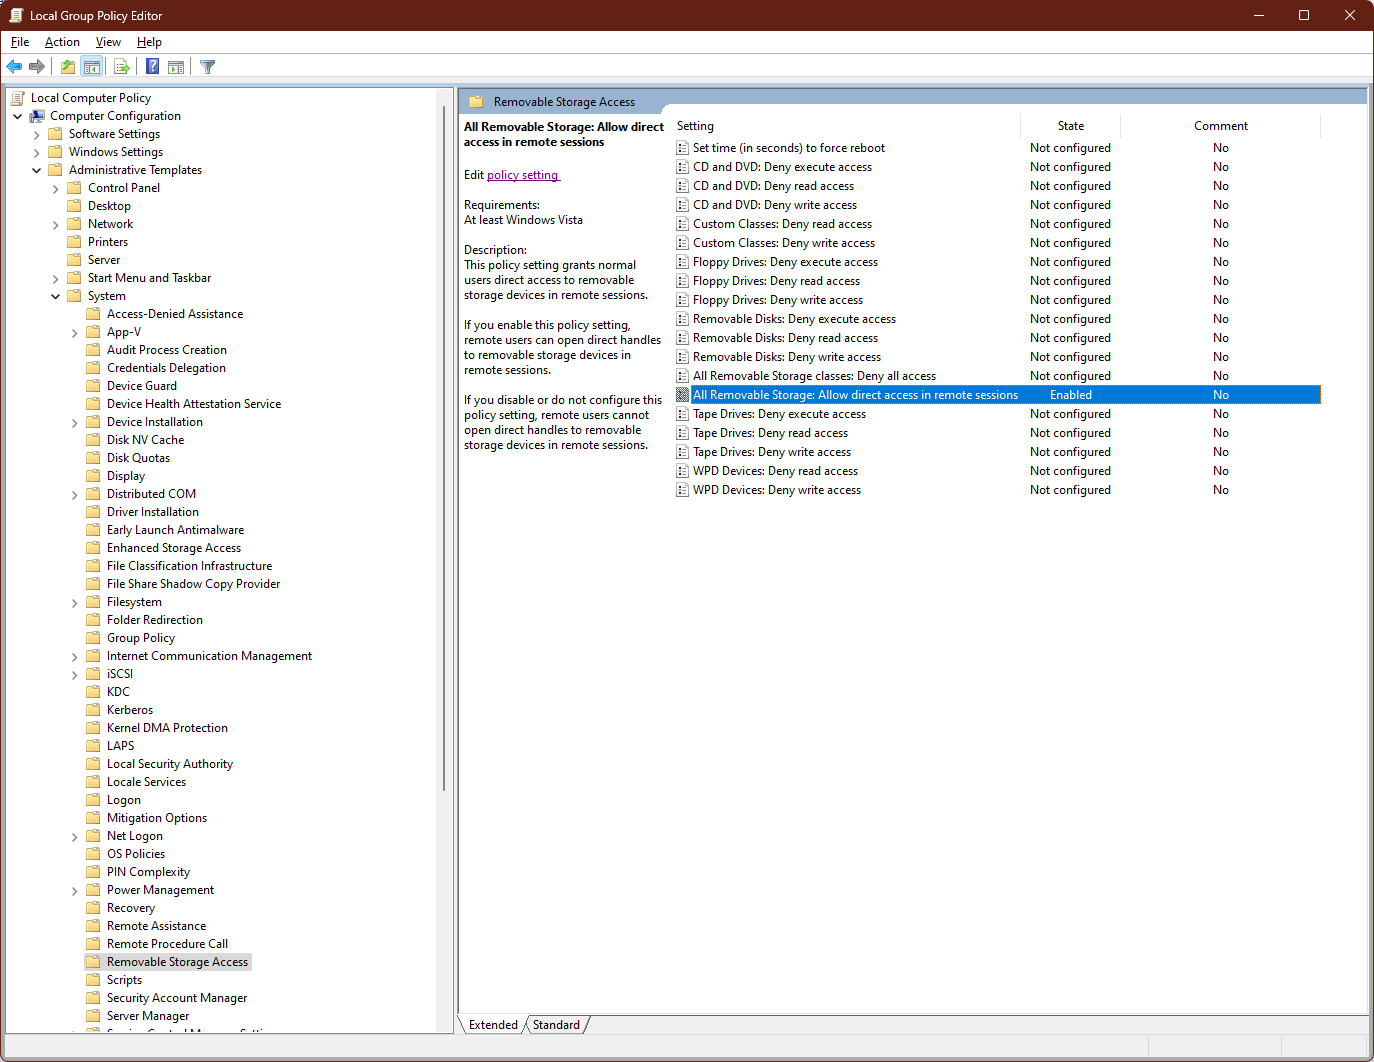 Local Group Policy Editor
File Action View Help
Local Computer Policy
Computer Configuration
Software Settings
Windows Settings
Administrative Templates
Control Panel
Desktop
Network
Printers
Server
Start Menu and Taskbar
System
Access-Denied Assistance
App-V
Audit Process Creation
Credentials Delegation
Device Guard
Device Health Attestation Service
Device Installation
Disk NV Cache
Disk Quotas
Display
Distributed COM
Driver Installation
Early Launch Antimalware
Enhanced Storage Access
File Classification Infrastructure
File Share Shadow Copy Provider
Filesystem
Folder Redirection
Group Policy
Internet Communication Management
iSCSI
KDC
Kerberos
Kernel DMA Protection
LAPS
Local Security Authority
Locale Services
Logon
Mitigation Options
Net Logon
OS Policies
PIN Complexity
Power Management
Recovery
Remote Assistance
Remote Procedure Call
Removable Storage Access
Scripts
Security Account Manager
Server Manager
Removable Storage Access
All Removable Storage: Allow direct
access in remote sessions
Edit policy setting
Requirements:
At least Windows Vista
Description:
This policy setting grants normal
users direct access to removable
storage devices in remote sessions.
If you enable this policy setting,
remote users can open direct handles
to removable storage devices in
remote sessions.
If you disable or do not configure this
policy setting, remote users cannot
open direct handles to removable
storage devices in remote sessions.
Setting State Comment
Set time (in seconds) to force reboot Not configured No
CD and DVD: Deny execute access Not configured No
CD and DVD: Deny read access Not configured No
CD and DVD: Deny write access Not configured No
Custom Classes: Deny read access Not configured No
Custom Classes: Deny write access Not configured No
Floppy Drives: Deny execute access Not configured No
Floppy Drives: Deny read access Not configured No
Floppy Drives: Deny write access Not configured No
Removable Disks: Deny execute access Not configured No
Removable Disks: Deny read access Not configured No
Removable Disks: Deny write access Not configured No
All Removable Storage classes: Deny all access Not configured No
All Removable Storage: Allow direct access in remote sessions Enabled No
Tape Drives: Deny execute access Not configured No
Tape Drives: Deny read access Not configured No
Tape Drives: Deny write access Not configured No
WPD Devices: Deny read access Not configured No
WPD Devices: Deny write access Not configured No
Extended Standard